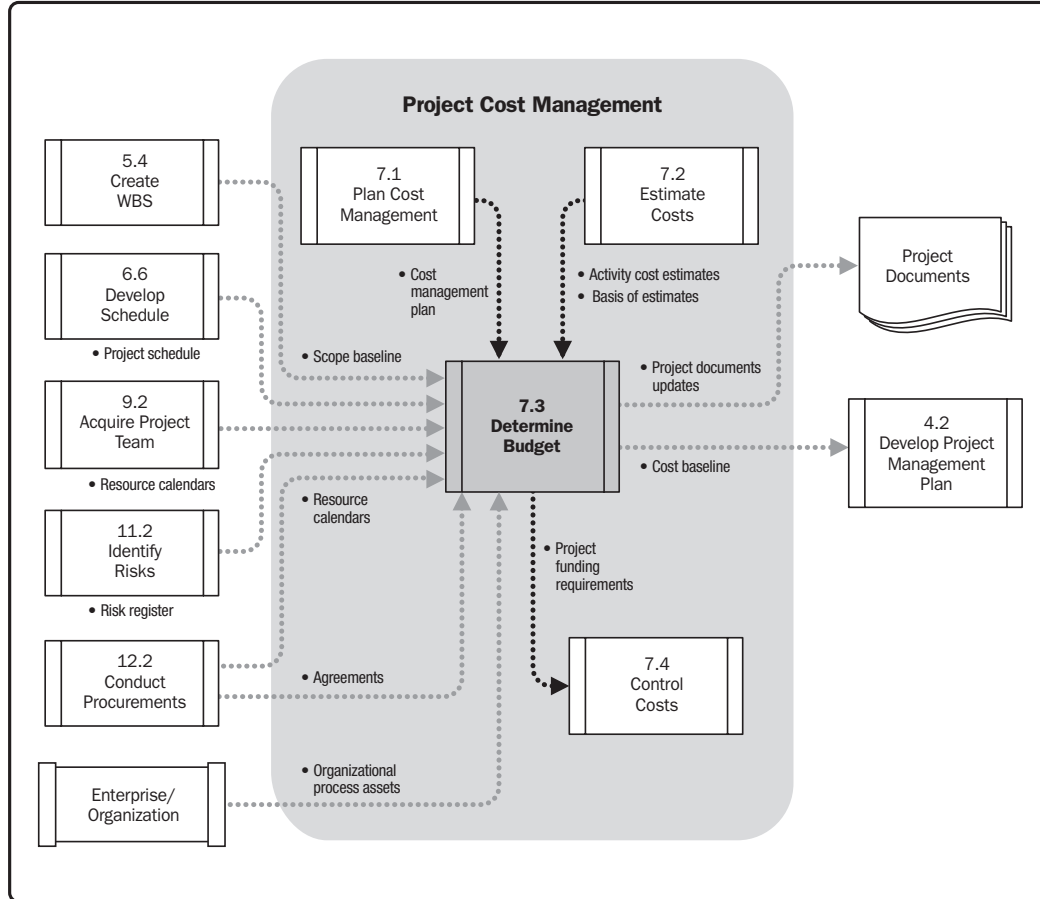 Project Cost Management
5.4
Create
WBS
7.1
Plan Cost
Management
7.2
Estimate
Costs
Project
Documents
6.6
Develop
Schedule
• Project schedule
• Cost
management
plan
• Activity cost estimates
• Basis of estimates
• Scope baseline
7.3
Determine
Budget
• Project documents
updates
9.2
Acquire Project
Team
• Resource calendars
4.2
Develop Project
Management
Plan
• Cost baseline
• Resource
calendars
11.2
Identify
Risks
• Risk register
• Project
funding
requirements
12.2
Conduct
Procurements
• Agreements
7.4
Control
Costs
Enterprise/
Organization
• Organizational
process assets